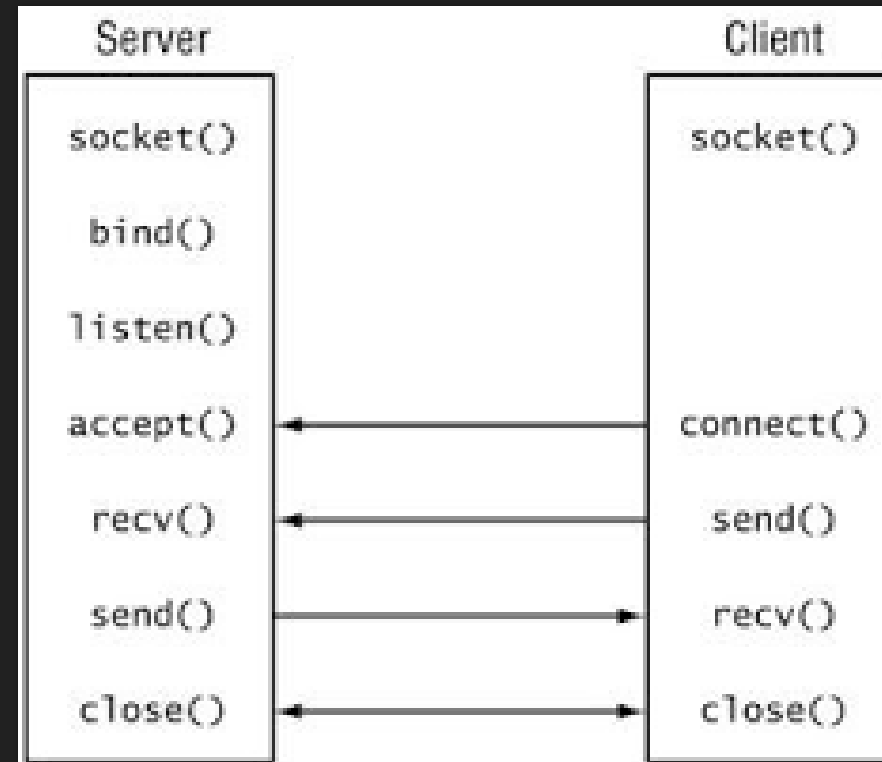 Server
Client
socket()
socket()
bind()
listen()
accept()
connect()
recv()
send()
send()
recv()
close()
close()